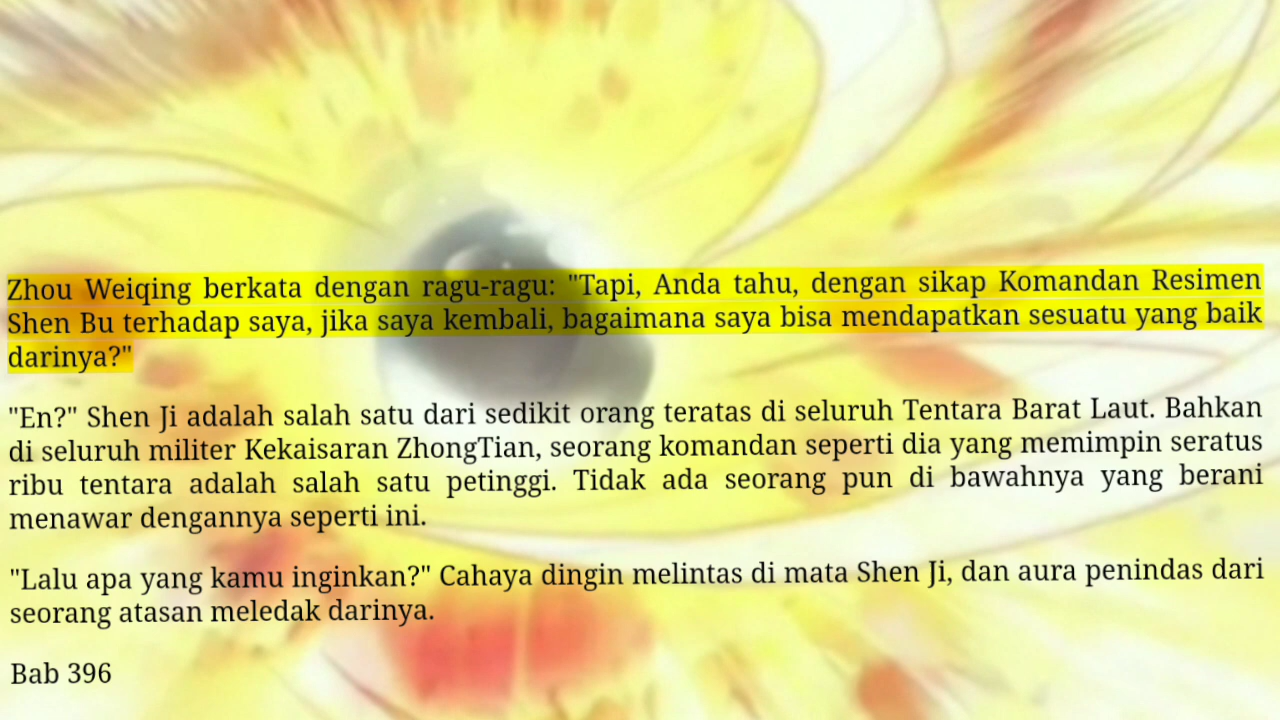 Zhou Weiqing berkata dengan ragu-ragu: "Tapi, Anda tahu, dengan sikap Komandan Resimen
Shen Bu terhadap saya, jika saya kembali, bagaimana saya bisa mendapatkan sesuatu yang baik
darinya?"
"En?" Shen Ji adalah salah satu dari sedikit orang teratas di seluruh Tentara Barat Laut. Bahkan
di seluruh militer Kekaisaran ZhongTian, seorang komandan seperti dia yang memimpin seratus
ribu tentara adalah salah satu petinggi. Tidak ada seorang pun di bawahnya yang berani
menawar dengannya seperti ini.
"Lalu apa yang kamu inginkan?" Cahaya dingin melintas di mata Shen Ji, dan aura penindas dari
seorang atasan meledak darinya.
Bab 396